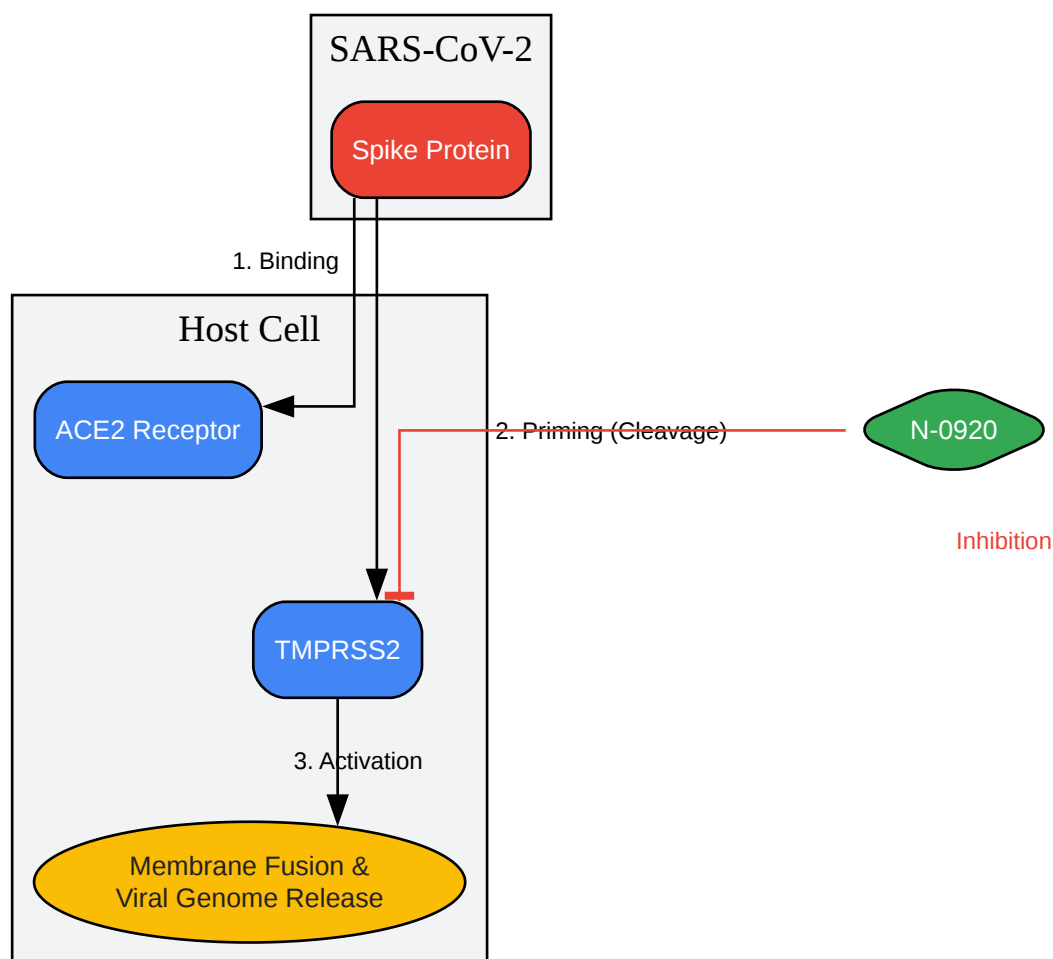 SARS-CoV-2
Spike Protein
1. Binding
Host Cell
ACE2 Receptor
2. Priming (Cleavage)
N-0920
Inhibition
TMPRSS2
3. Activation
Membrane Fusion &
Viral Genome Release